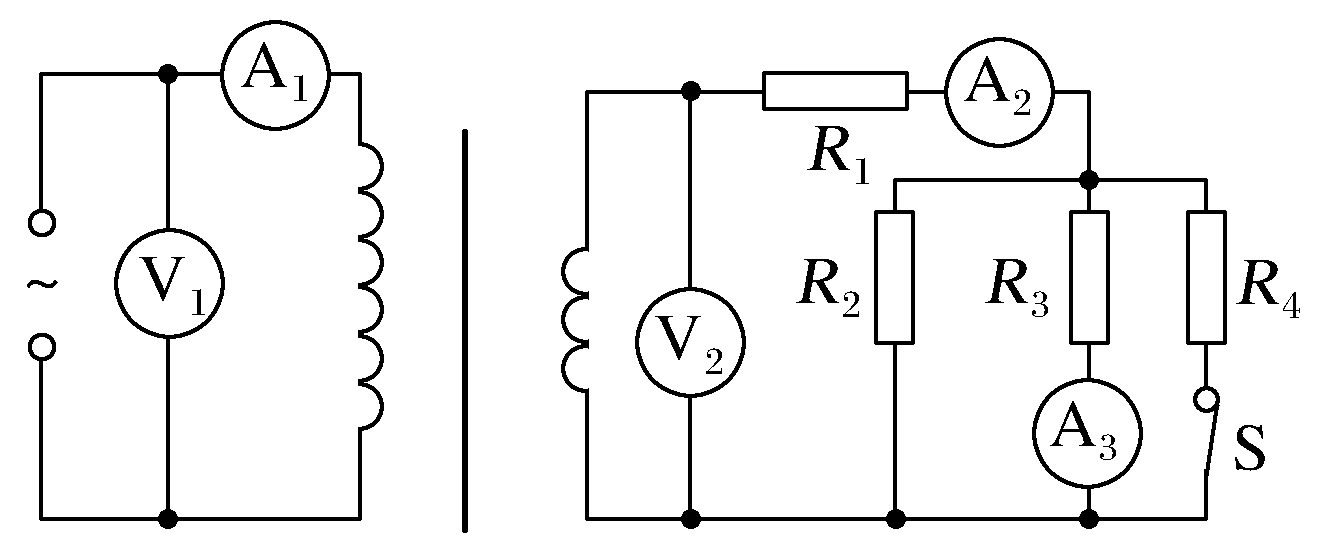 A₁
V₁
~
R₁
A₂
V₂
R₂
R₃
R₄
A₃
S